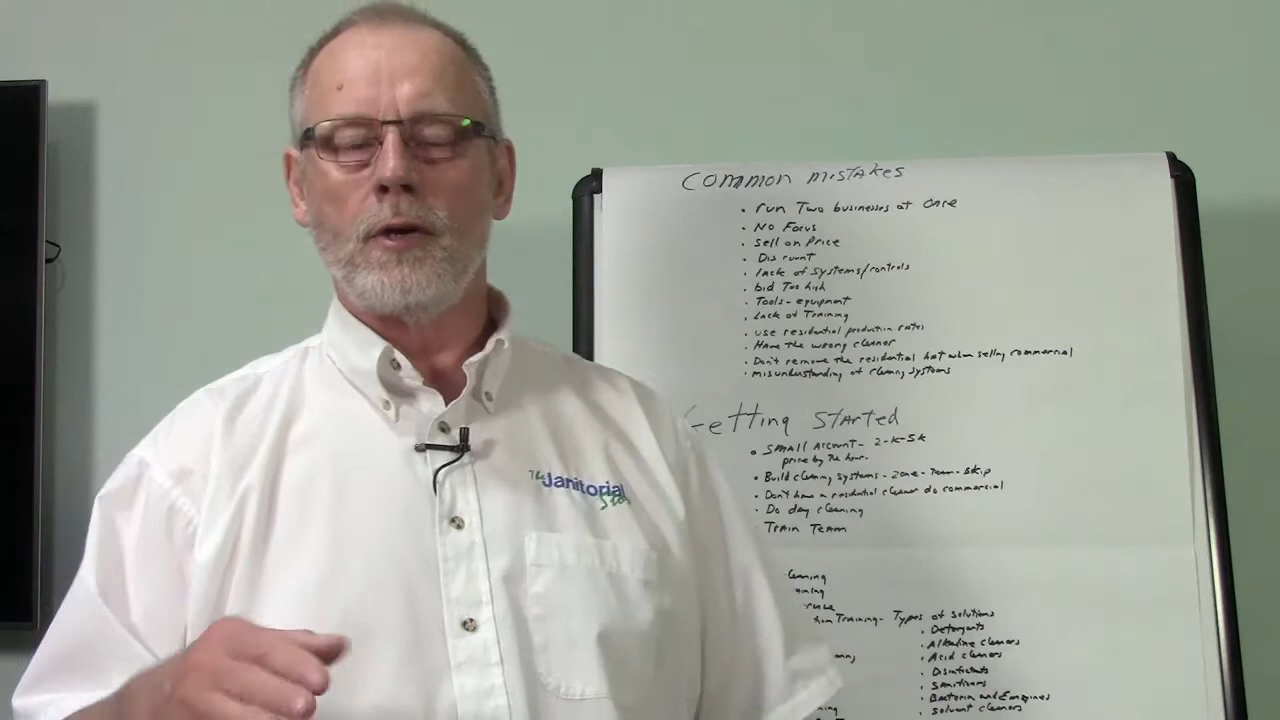 Common mistakes
• run Two businesses at once
• No Focus
• Sell on Price
• Discount
• lack of systems/controls
• bid Too high
• Tools - equipment
• Lack of Training
• use residential production rates
• Have the wrong cleaner
• Don't remove the residential hat when selling commercial
• misunderstanding of cleaning systems
Getting Started
• SMALL Account - 2-K-5K
price by The hour.
• Build cleaning systems - Zone - Team - Skip
• Don't have a residential cleaner do commercial
• Do day cleaning
Train Team
The Janitorial
leaning
aining
Training - Types of solutions
• Detergents
• Alkaline cleaners
• Acid cleaners
• Disinfectants
• Sanitizers
• Bacteria and Enzymes
• Solvent cleaners